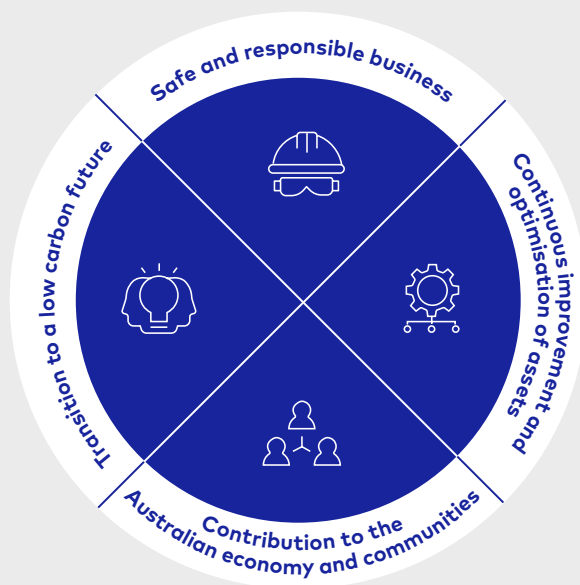 Safe and responsible business
Continuous improvement and
optimisation of assets
Contribution to the
Australian economy and communities
Transition to a low carbon future